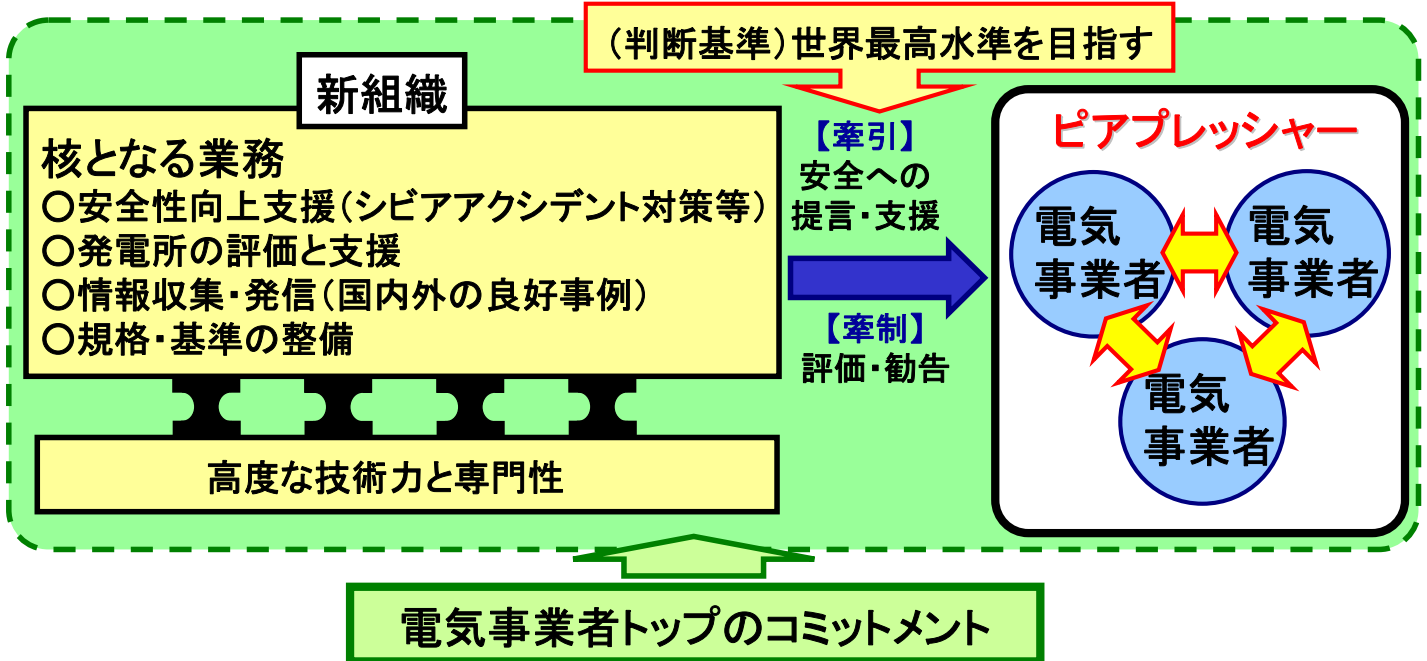 (判断基準)世界最高水準を目指す
新組織
核となる業務
○安全性向上支援(シビアアクシデント対策等)
○発電所の評価と支援
○情報収集・発信(国内外の良好事例)
○規格・基準の整備
高度な技術力と専門性
【牽引】
安全への
提言・支援
【牽制】
評価・勧告
ピアプレッシャー
電気
事業者
電気
事業者
電気
事業者
電気事業者トップのコミットメント